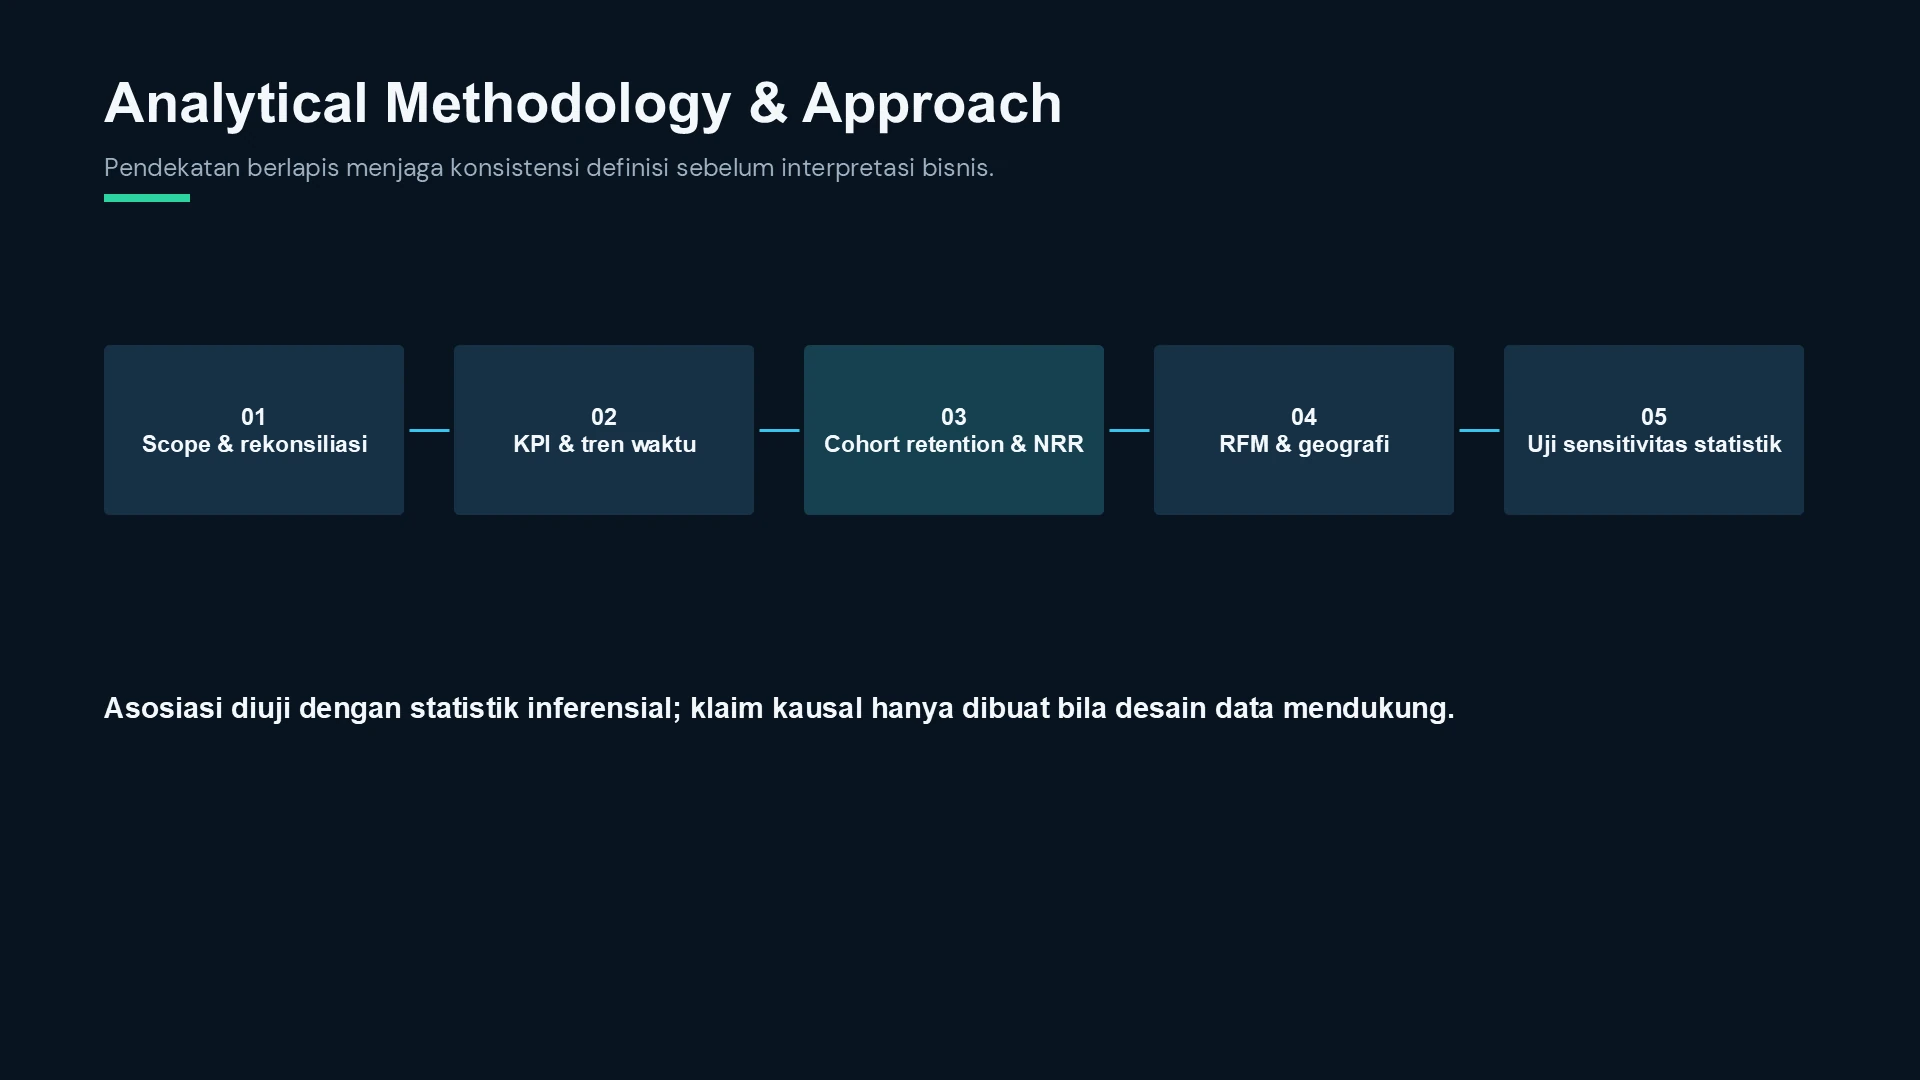 Analytical Methodology & Approach
Pendekatan berlapis menjaga konsistensi definisi sebelum interpretasi bisnis.
01
Scope & rekonsiliasi
02
KPI & tren waktu
03
Cohort retention & NRR
04
RFM & geografi
05
Uji sensitivitas statistik
Asosiasi diuji dengan statistik inferensial; klaim kausal hanya dibuat bila desain data mendukung.